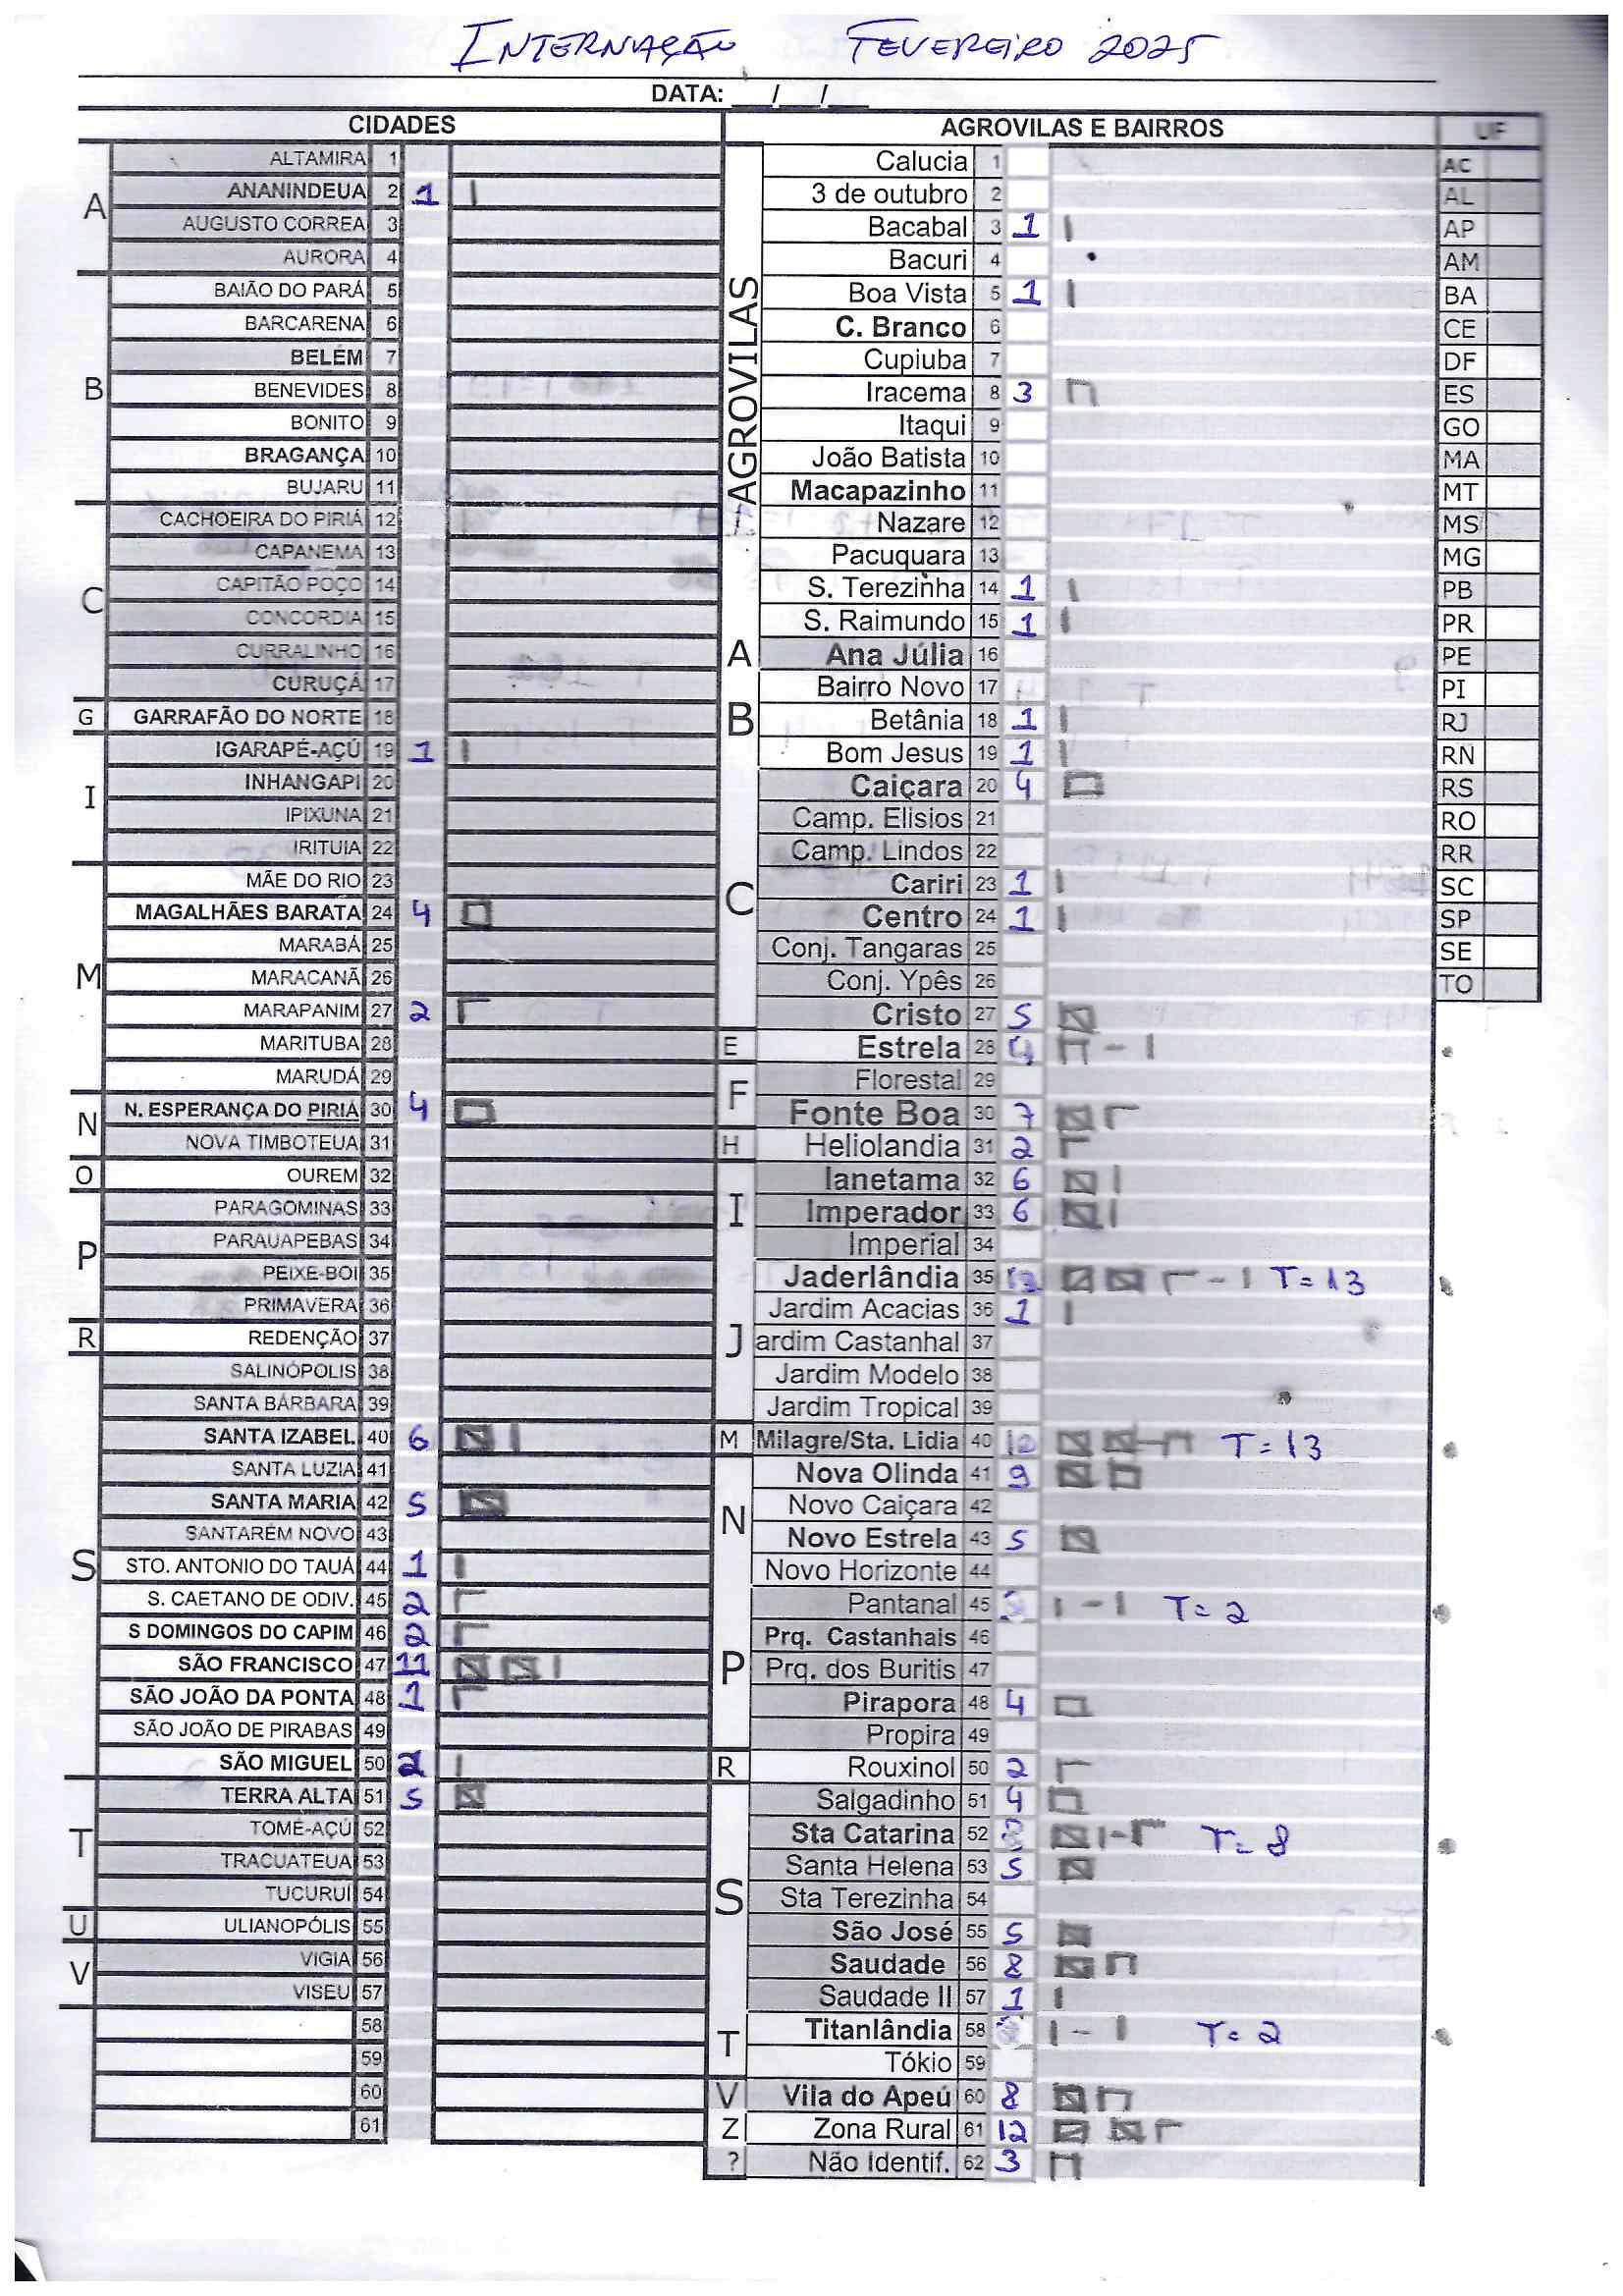 INTERNAÇÃO FEVEREIRO 2025
DATA: __/__/__
CIDADES
A
ALTAMIRA 1
ANANINDEUA 2 1
AUGUSTO CORREA 3
AURORA 4
B
BAIÃO DO PARÁ 5
BARCARENA 6
BELÉM 7
BENEVIDES 8
BONITO 9
BRAGANÇA 10
BUJARU 11
C
CACHOEIRA DO PIRIÁ 12
CAPANEMA 13
CAPITÃO POÇO 14
CONCORDIA 15
CURRALINHO 16
CURUÇÁ 17
G
GARRAFÃO DO NORTE 18
I
IGARAPÉ-AÇÚ 19 1
INHANGAPI 20
IPIXUNA 21
IRITUIA 22
M
MÃE DO RIO 23
MAGALHÃES BARATA 24 4
MARABÁ 25
MARACANÃ 26
MARAPANIM 27 2
MARITUBA 28
MARUDÁ 29
N
N. ESPERANÇA DO PIRIÁ 30 4
NOVA TIMBOTEUA 31
O
OUREM 32
P
PARAGOMINAS 33
PARAUAPEBAS 34
PEIXE-BOI 35
PRIMAVERA 36
R
REDENÇÃO 37
S
SALINÓPOLIS 38
SANTA BÁRBARA 39
SANTA IZABEL 40 6
SANTA LUZIA 41
SANTA MARIA 42 5
SANTARÉM NOVO 43
STO. ANTONIO DO TAUÁ 44 1
S. CAETANO DE ODIV. 45 2
S DOMINGOS DO CAPIM 46 2
SÃO FRANCISCO 47 11
SÃO JOÃO DA PONTA 48 1
SÃO JOÃO DE PIRABAS 49
SÃO MIGUEL 50 2
T
TERRA ALTA 51 5
TOMÉ-AÇÚ 52
TRACUATEUA 53
TUCURUÍ 54
U
ULIANOPÓLIS 55
V
VIGIA 56
VISEU 57
58
59
60
61
AGROVILAS E BAIRROS
AGROVILAS
Calucia 1
3 de outubro 2
Bacabal 3 1
Bacuri 4
Boa Vista 5 1
C. Branco 6
Cupiuba 7
Iracema 8 3
Itaqui 9
João Batista 10
Macapazinho 11
Nazare 12
Pacuquara 13
S. Terezinha 14 1
S. Raimundo 15 1
A
Ana Júlia 16
B
Bairro Novo 17
Betânia 18 1
Bom Jesus 19 1
C
Caiçara 20 4
Camp. Elisios 21
Camp. Lindos 22
Cariri 23 1
Centro 24 1
Conj. Tangaras 25
Conj. Ypês 26
Cristo 27 5
E
Estrela 28 4
F
Florestal 29
Fonte Boa 30 7
H
Heliolandia 31 2
I
Ianetama 32 6
Imperador 33 6
Imperial 34
J
Jaderlândia 35 T=13
Jardim Acacias 36 1
ardim Castanhal 37
Jardim Modelo 38
Jardim Tropical 39
M
Milagre/Sta. Lidia 40 T=13
N
Nova Olinda 41 9
Novo Caiçara 42
Novo Estrela 43 5
Novo Horizonte 44
P
Pantanal 45 T=2
Prq. Castanhais 46
Prq. dos Buritis 47
Pirapora 48 4
Propira 49
R
Rouxinol 50 2
S
Salgadinho 51 4
Sta Catarina 52 T=8
Santa Helena 53 5
Sta Terezinha 54
São José 55 5
Saudade 56 8
Saudade II 57 1
T
Titanlândia 58 T=2
Tókio 59
V
Vila do Apeú 60 8
Z
Zona Rural 61 12
?
Não Identif. 62 3
UF
AC
AL
AP
AM
BA
CE
DF
ES
GO
MA
MT
MS
MG
PB
PR
PE
PI
RJ
RN
RS
RO
RR
SC
SP
SE
TO